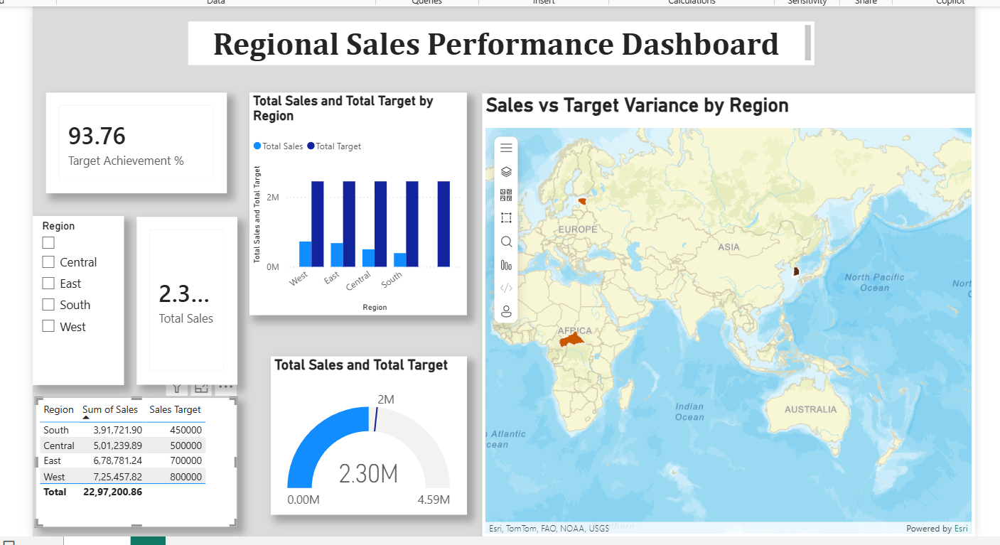 Data Queries Insert Calculations Sensitivity Share Copilot
Regional Sales Performance Dashboard
93.76
Target Achievement %
Region
Central
East
South
West
2.3...
Total Sales
Region Sum of Sales Sales Target
South 3,91,721.90 450000
Central 5,01,239.89 500000
East 6,78,781.24 700000
West 7,25,457.82 800000
Total 22,97,200.86
Total Sales and Total Target by
Region
Total Sales Total Target
Total Sales and Total Target
2M
0M
West East Central South
Region
Total Sales and Total Target
2M
2.30M
0.00M 4.59M
Sales vs Target Variance by Region
EUROPE
ASIA
North Pacific
Ocean
AFRICA
Indian
Ocean
AUSTRALIA
Atlantic
Esri, TomTom, FAO, NOAA, USGS
Powered by Esri